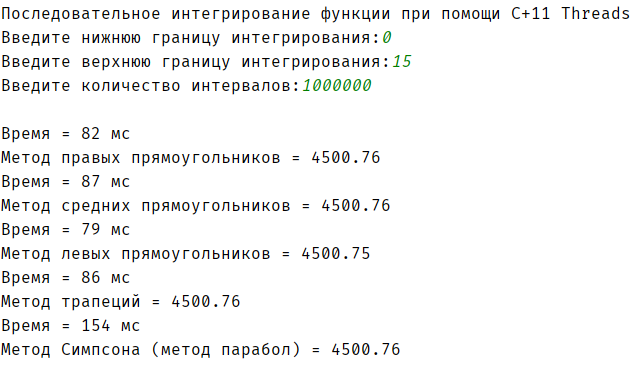 Последовательное интегрирование функции при помощи C+11 Threads
Введите нижнюю границу интегрирования:0
Введите верхнюю границу интегрирования:15
Введите количество интервалов:1000000
Время = 82 мс
Метод правых прямоугольников = 4500.76
Время = 87 мс
Метод средних прямоугольников = 4500.76
Время = 79 мс
Метод левых прямоугольников = 4500.75
Время = 86 мс
Метод трапеций = 4500.76
Время = 154 мс
Метод Симпсона (метод парабол) = 4500.76